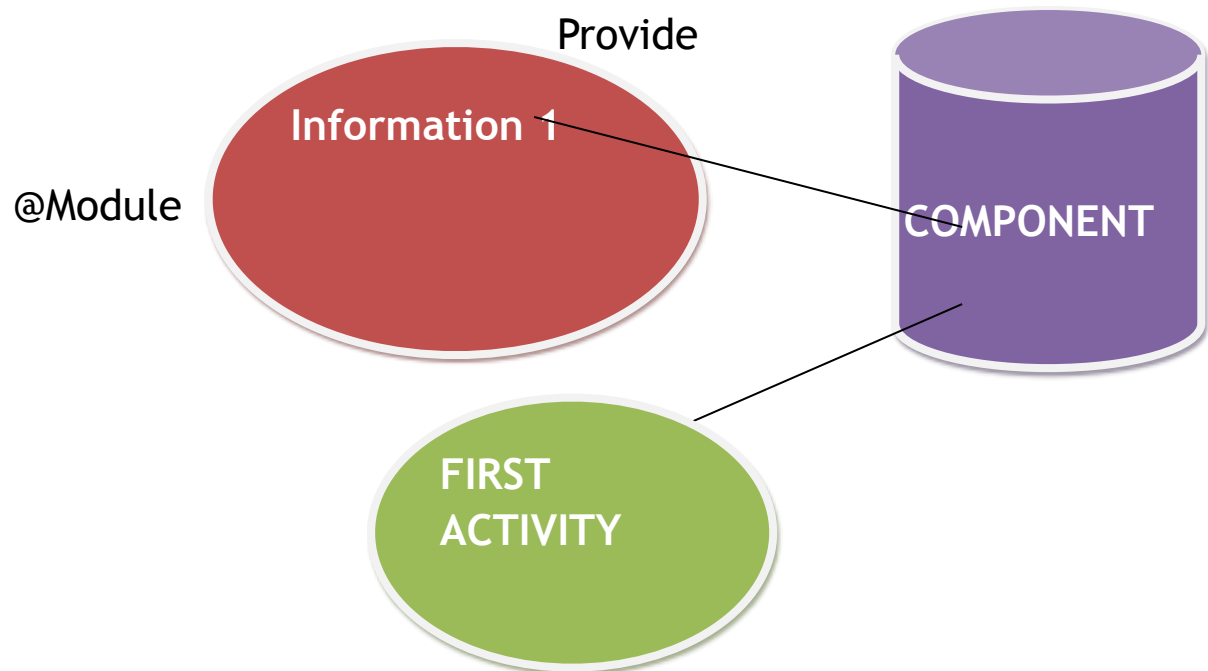 Provide
Information 1
@Module
COMPONENT
FIRST
ACTIVITY